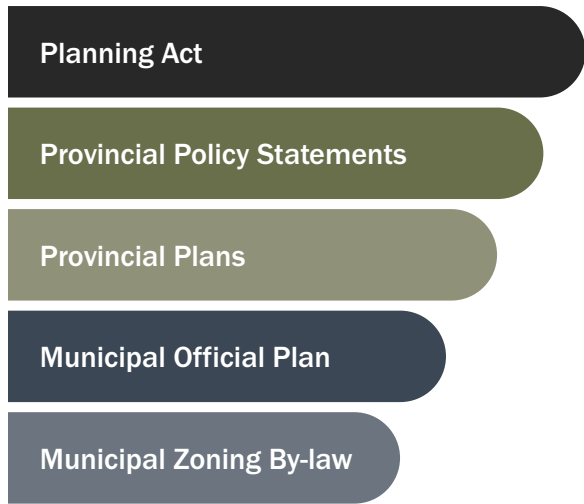 Planning Act
Provincial Policy Statements
Provincial Plans
Municipal Official Plan
Municipal Zoning By-law